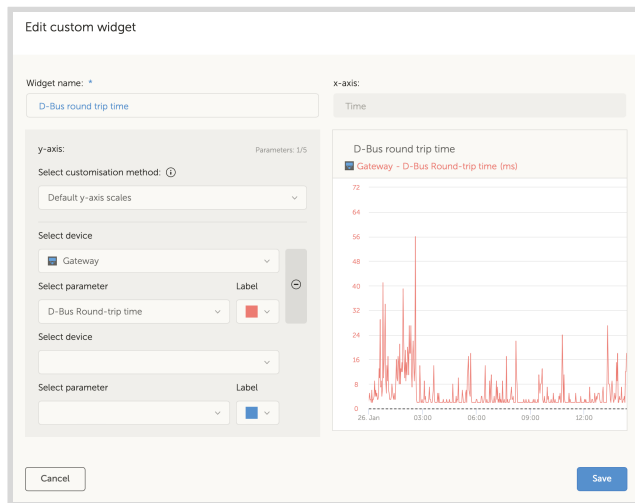 Edit custom widget
Widget name: *
x-axis:
D-Bus round trip time
Time
y-axis:
Parameters: 1/5
Select customisation method:
Default y-axis scales
Select device
Gateway
Select parameter
Label
D-Bus Round-trip time
Select device
Select parameter
Label
D-Bus round trip time
Gateway - D-Bus Round-trip time (ms)
72
64
56
48
40
32
24
16
8
0
26. Jan
03:00
06:00
09:00
12:00
Cancel
Save